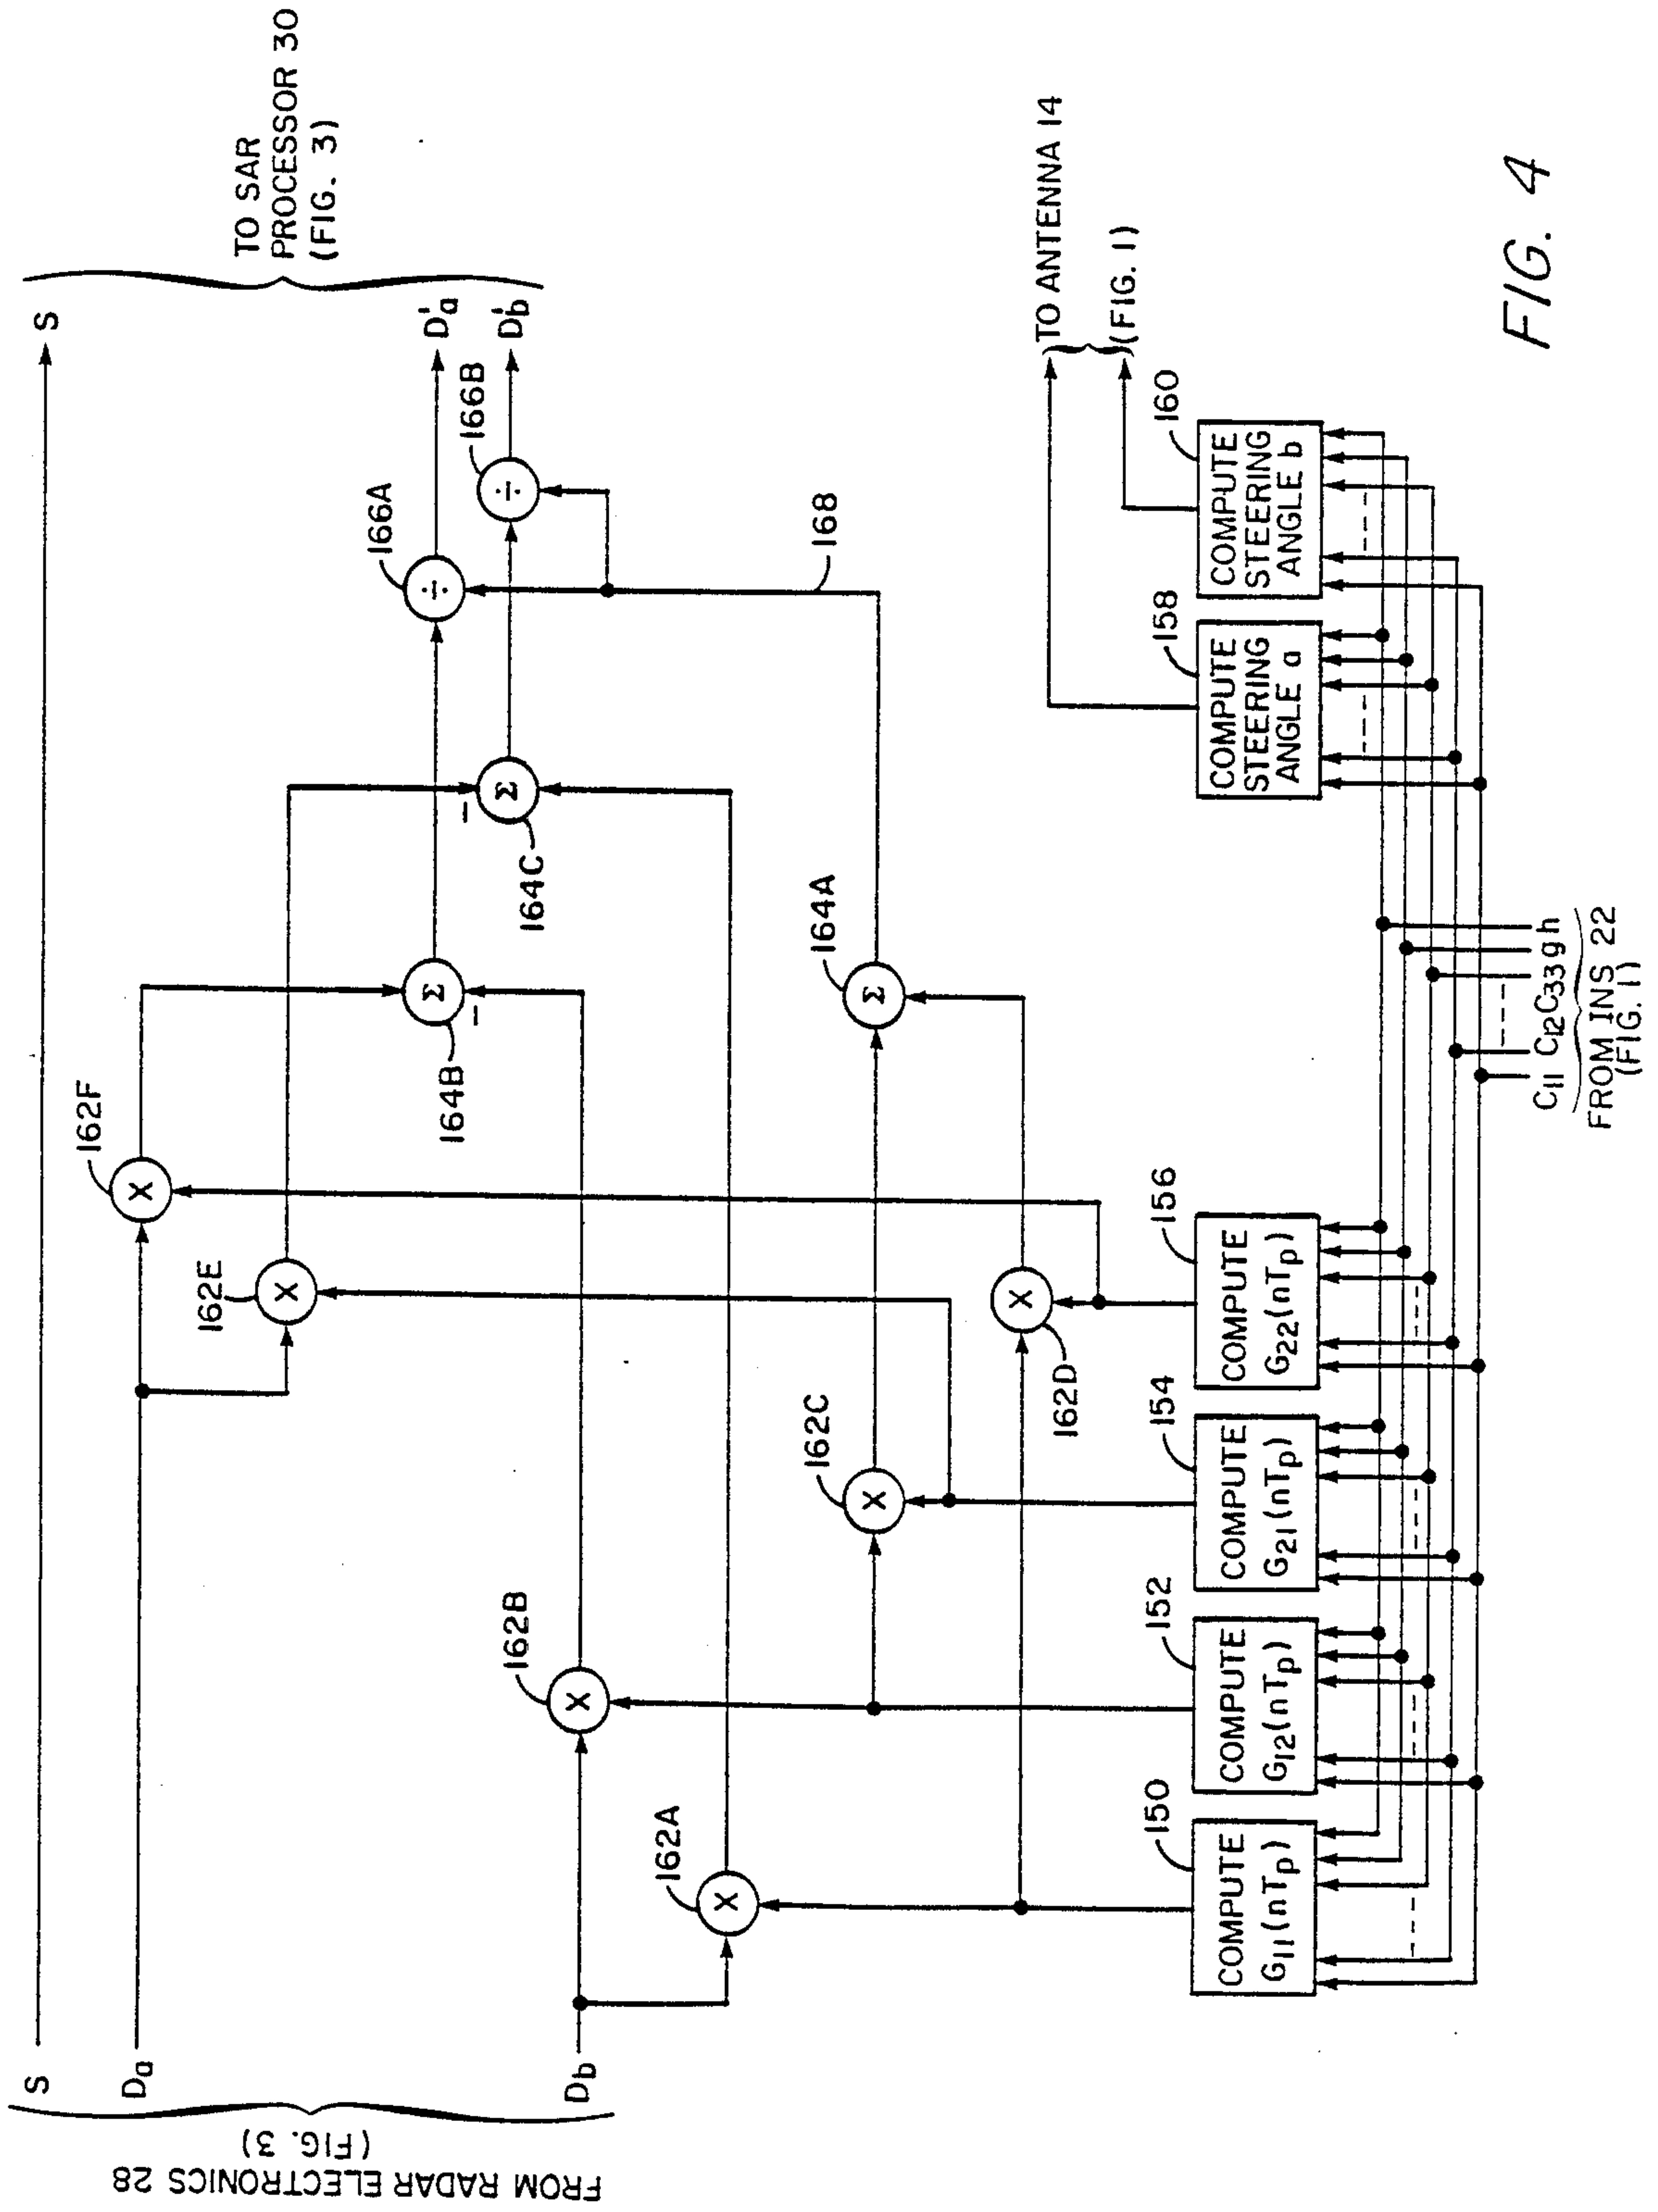 FROM RADAR ELECTRONICS 28
(FIG. 3)
S
S
Da
Db
TO SAR
PROCESSOR 30
(FIG. 3)
D'a
D'b
162F
X
162E
X
162B
X
162A
X
162C
X
162D
X
164B
Σ
−
164C
Σ
−
164A
Σ
166A
÷
166B
÷
168
150
COMPUTE
G11(nTp)
152
COMPUTE
G12(nTp)
154
COMPUTE
G21(nTp)
156
COMPUTE
G22(nTp)
158
COMPUTE
STEERING
ANGLE a
160
COMPUTE
STEERING
ANGLE b
TO ANTENNA 14
(FIG. 1)
C11 C12 C33 g h
FROM INS 22
(FIG. 1)
FIG. 4